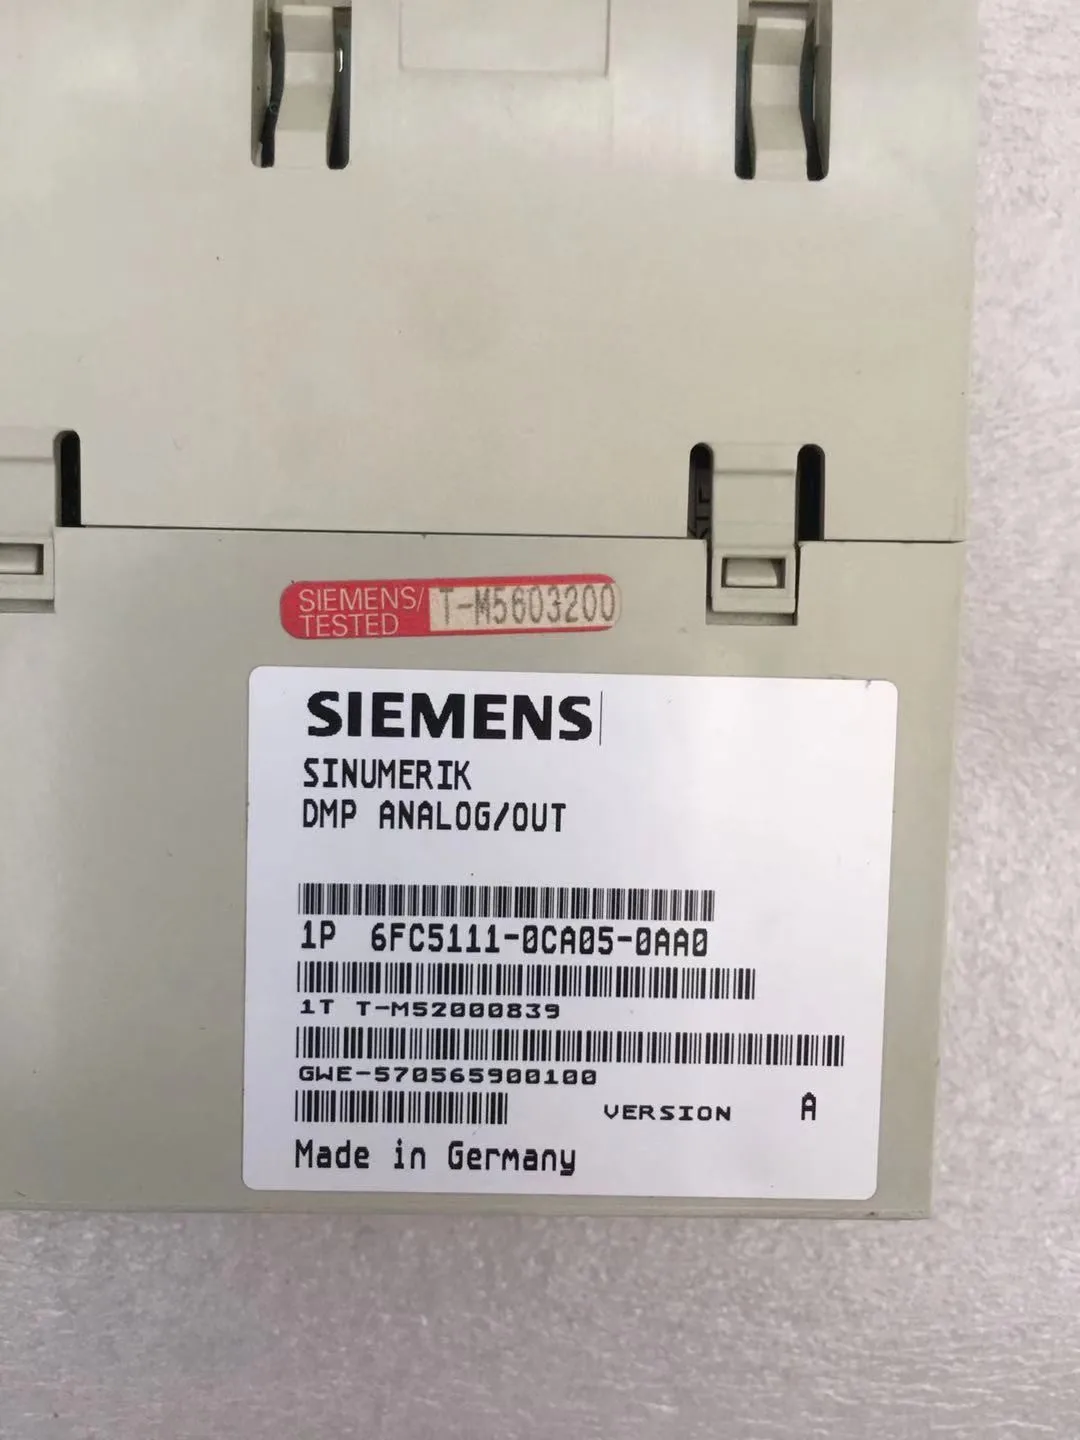 SIEMENS/ T-M5603200
TESTED
SIEMENS
SINUMERIK
DMP ANALOG/OUT
1P 6FC5111-0CA05-0AA0
1T T-M52000839
GWE-570565900100
VERSION A
Made in Germany